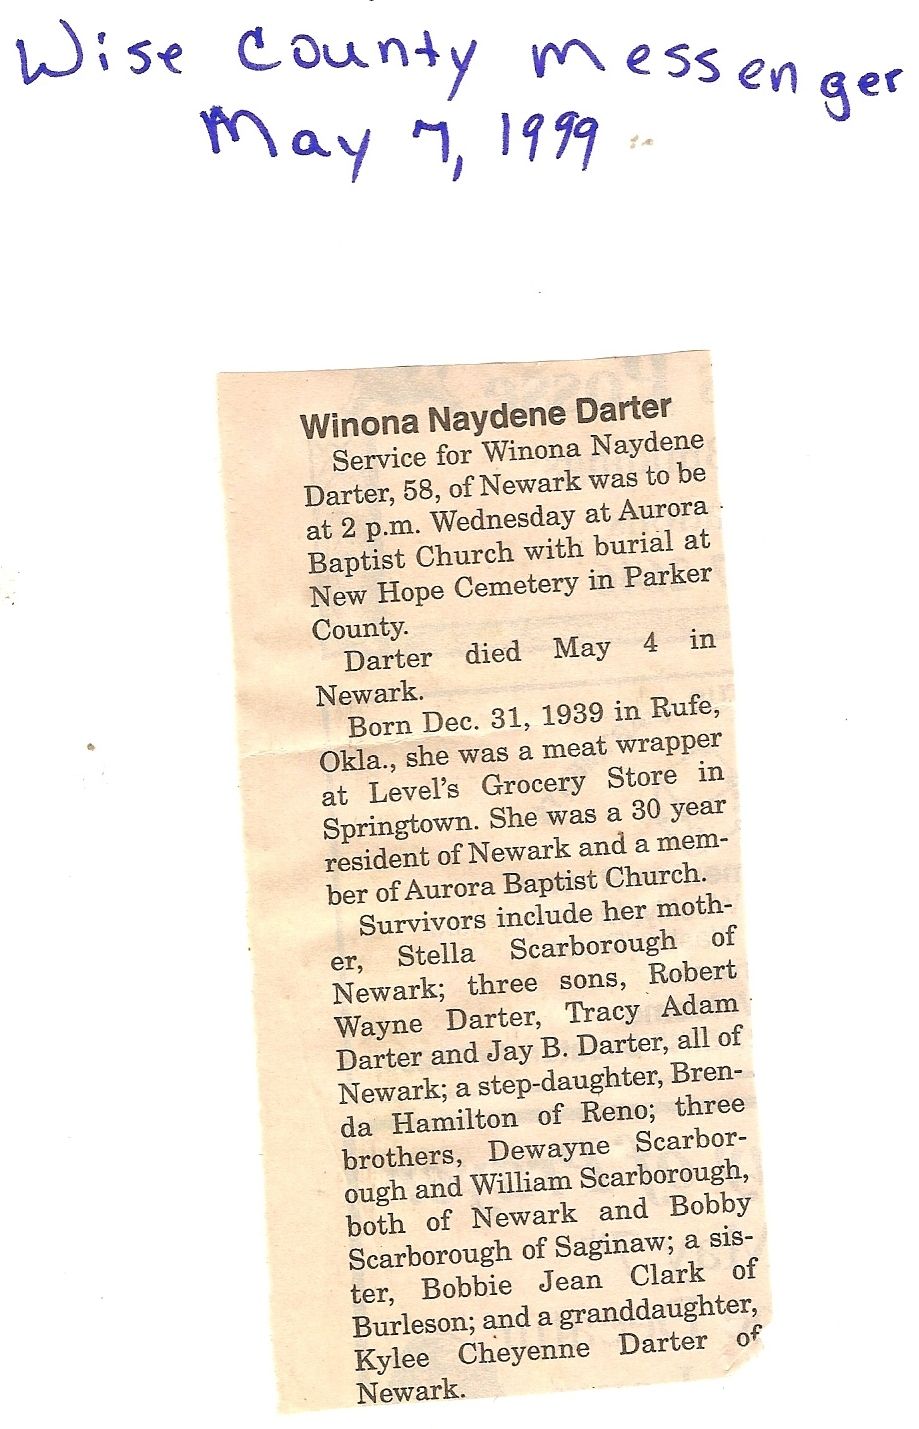 Wise County Messenger
May 7, 1999
Winona Naydene Darter
Service for Winona Naydene
Darter, 58, of Newark was to be
at 2 p.m. Wednesday at Aurora
Baptist Church with burial at
New Hope Cemetery in Parker
County.
Darter died May 4 in
Newark.
Born Dec. 31, 1939 in Rufe,
Okla., she was a meat wrapper
at Level's Grocery Store in
Springtown. She was a 30 year
resident of Newark and a mem-
ber of Aurora Baptist Church.
Survivors include her moth-
er, Stella Scarborough of
Newark; three sons, Robert
Wayne Darter, Tracy Adam
Darter and Jay B. Darter, all of
Newark; a step-daughter, Bren-
da Hamilton of Reno; three
brothers, Dewayne Scarbor-
ough and William Scarborough,
both of Newark and Bobby
Scarborough of Saginaw; a sis-
ter, Bobbie Jean Clark of
Burleson; and a granddaughter,
Kylee Cheyenne Darter of
Newark.